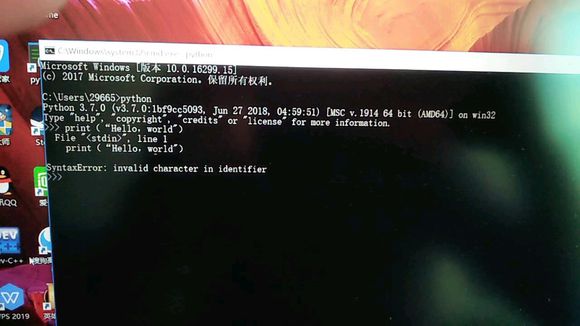 C:\Windows\system32\cmd.exe - python
Microsoft Windows [版本 10.0.16299.15]
(c) 2017 Microsoft Corporation. 保留所有权利。
C:\Users\29665>python
Python 3.7.0 (v3.7.0:1bf9cc5093, Jun 27 2018, 04:59:51) [MSC v.1914 64 bit (AMD64)] on win32
Type "help", "copyright", "credits" or "license" for more information.
>>> print (“Hello, world")
File "<stdin>", line 1
print (“Hello, world")
SyntaxError: invalid character in identifier
>>>
QQ
爱
DEV
C++
PS 2019
英雄